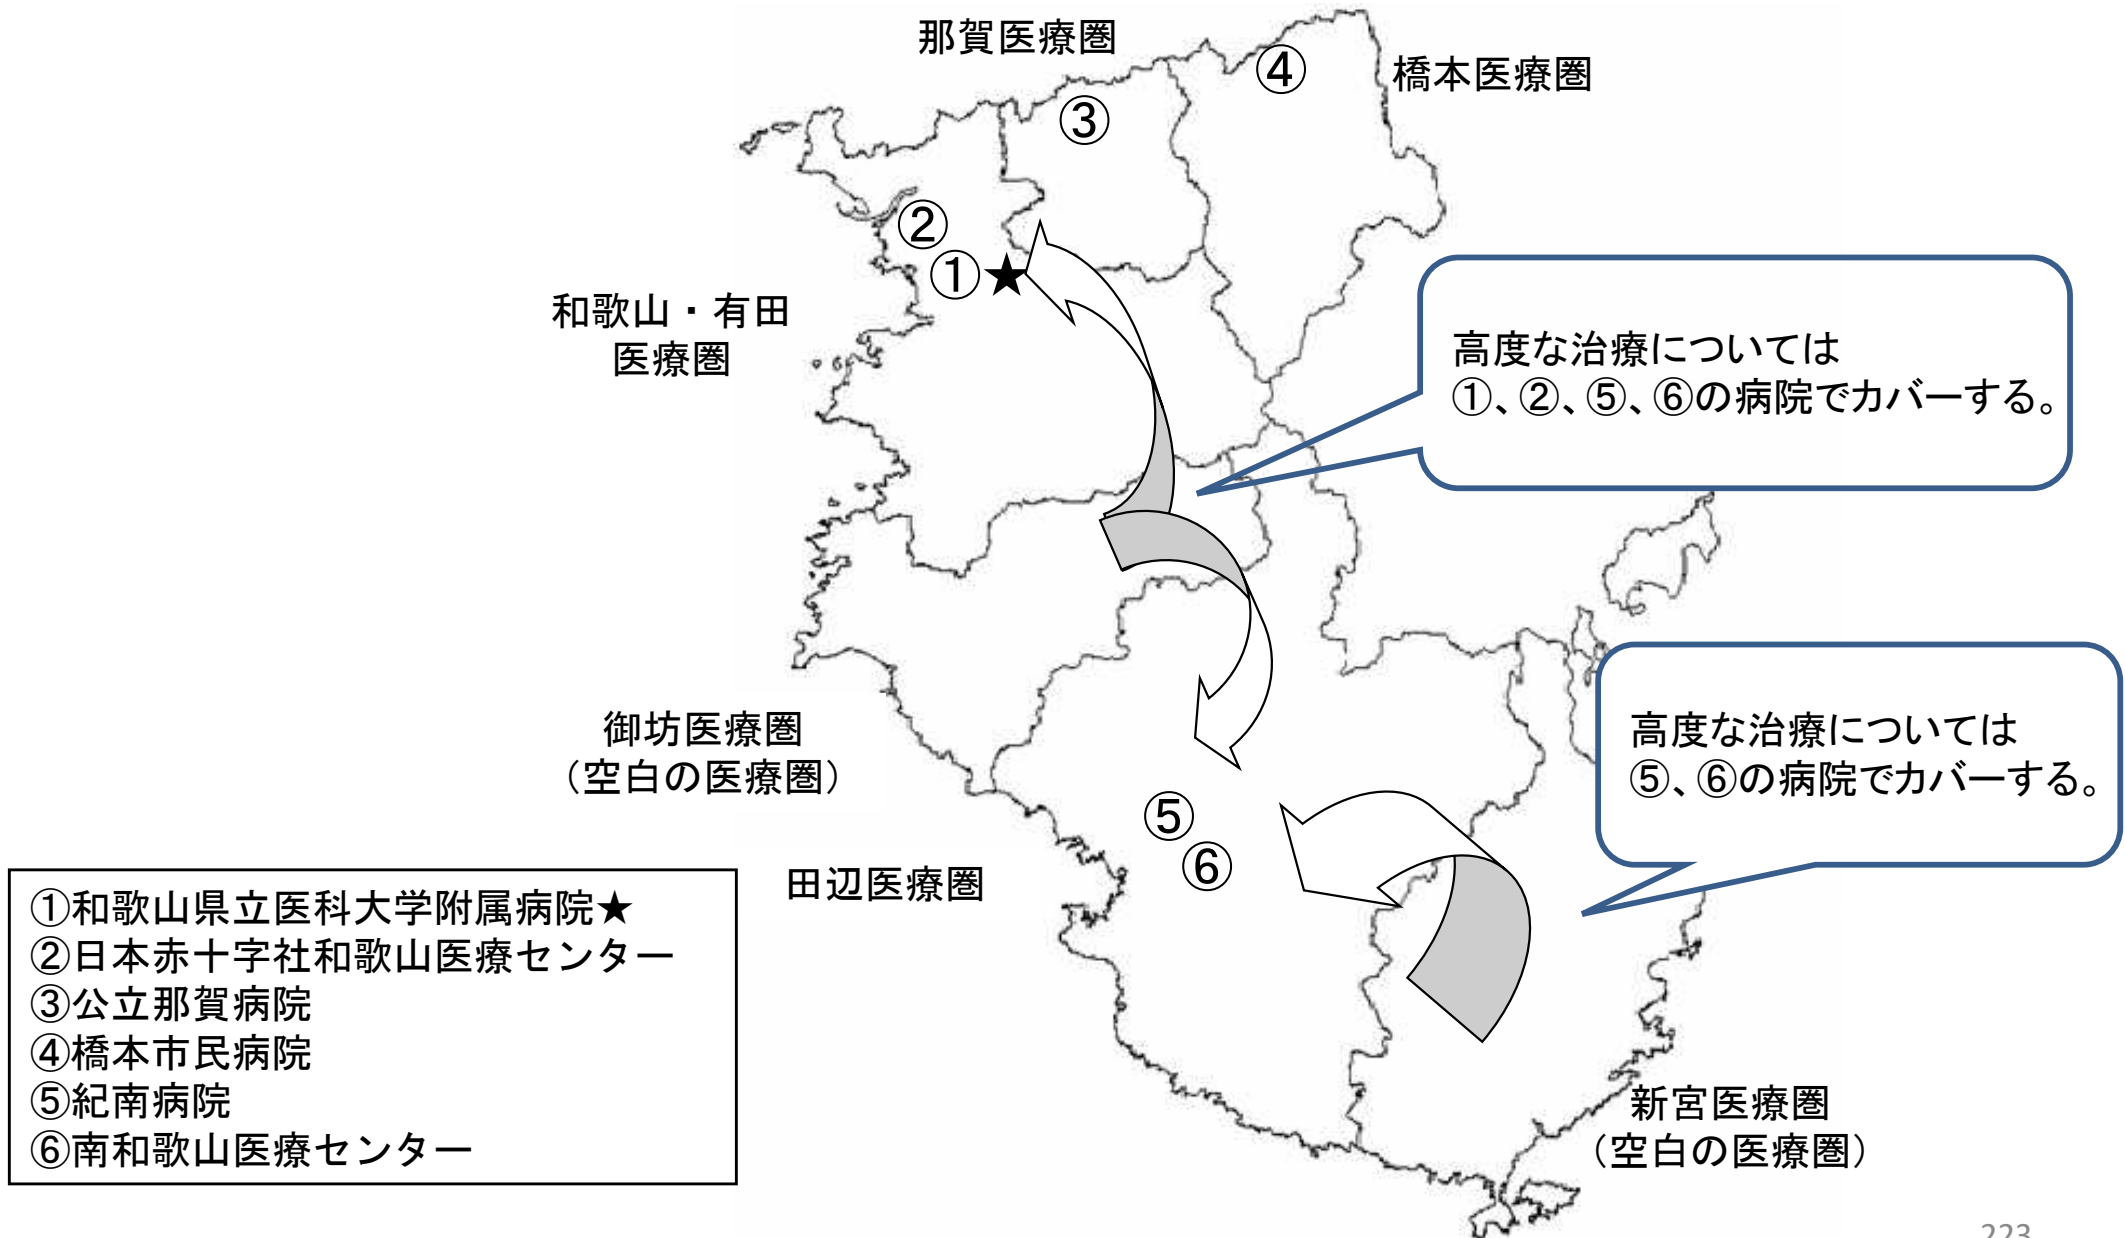 那賀医療圏
④
橋本医療圏
③
②
①★
和歌山・有田
医療圏
高度な治療については
①、②、⑤、⑥の病院でカバーする。
御坊医療圏
（空白の医療圏）
高度な治療については
⑤、⑥の病院でカバーする。
⑤
⑥
田辺医療圏
①和歌山県立医科大学附属病院★
②日本赤十字社和歌山医療センター
③公立那賀病院
④橋本市民病院
⑤紀南病院
⑥南和歌山医療センター
新宮医療圏
（空白の医療圏）
223